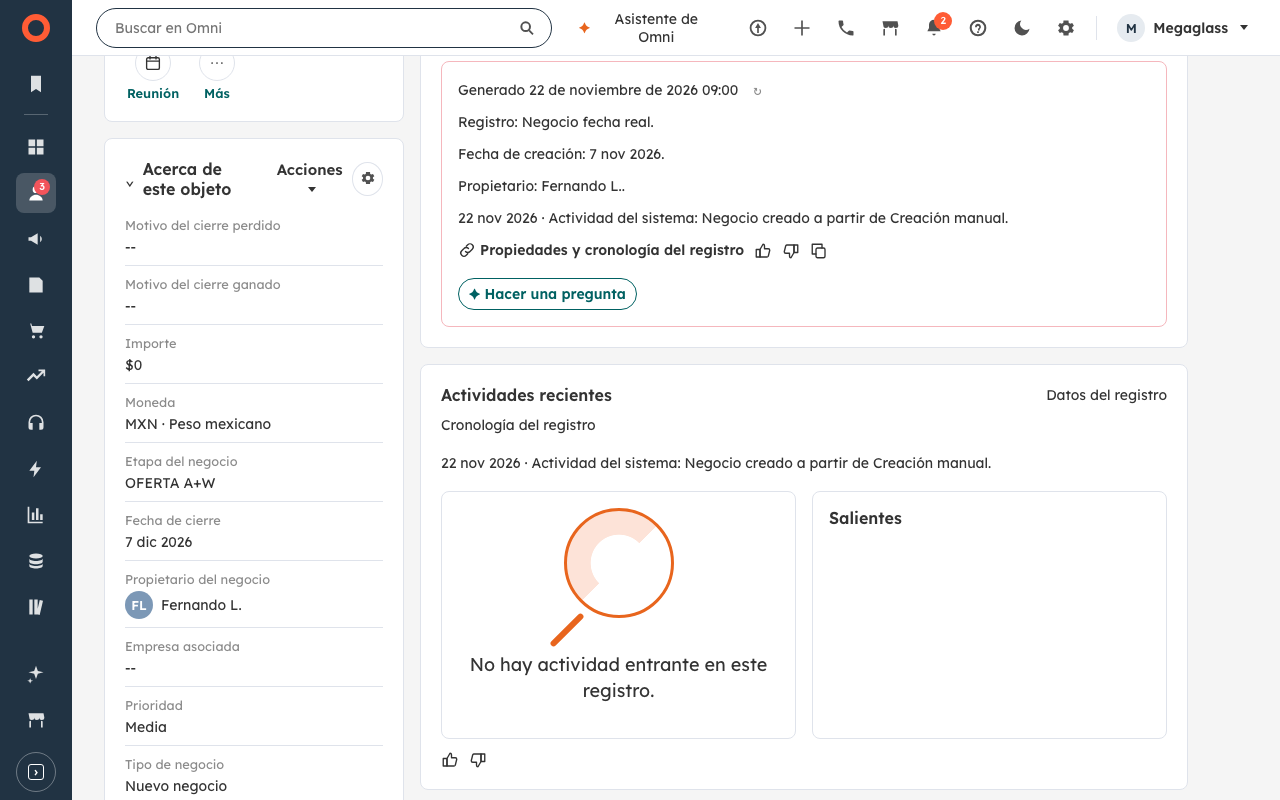 Buscar en Omni
Asistente de
Omni
2
M
Megaglass
3
Reunión
Más
Acerca de
este objeto
Acciones
Motivo del cierre perdido
--
Motivo del cierre ganado
--
Importe
$0
Moneda
MXN · Peso mexicano
Etapa del negocio
OFERTA A+W
Fecha de cierre
7 dic 2026
Propietario del negocio
FL
Fernando L.
Empresa asociada
--
Prioridad
Media
Tipo de negocio
Nuevo negocio
Generado 22 de noviembre de 2026 09:00
Registro: Negocio fecha real.
Fecha de creación: 7 nov 2026.
Propietario: Fernando L..
22 nov 2026 · Actividad del sistema: Negocio creado a partir de Creación manual.
Propiedades y cronología del registro
Hacer una pregunta
Actividades recientes
Datos del registro
Cronología del registro
22 nov 2026 · Actividad del sistema: Negocio creado a partir de Creación manual.
No hay actividad entrante en este
registro.
Salientes